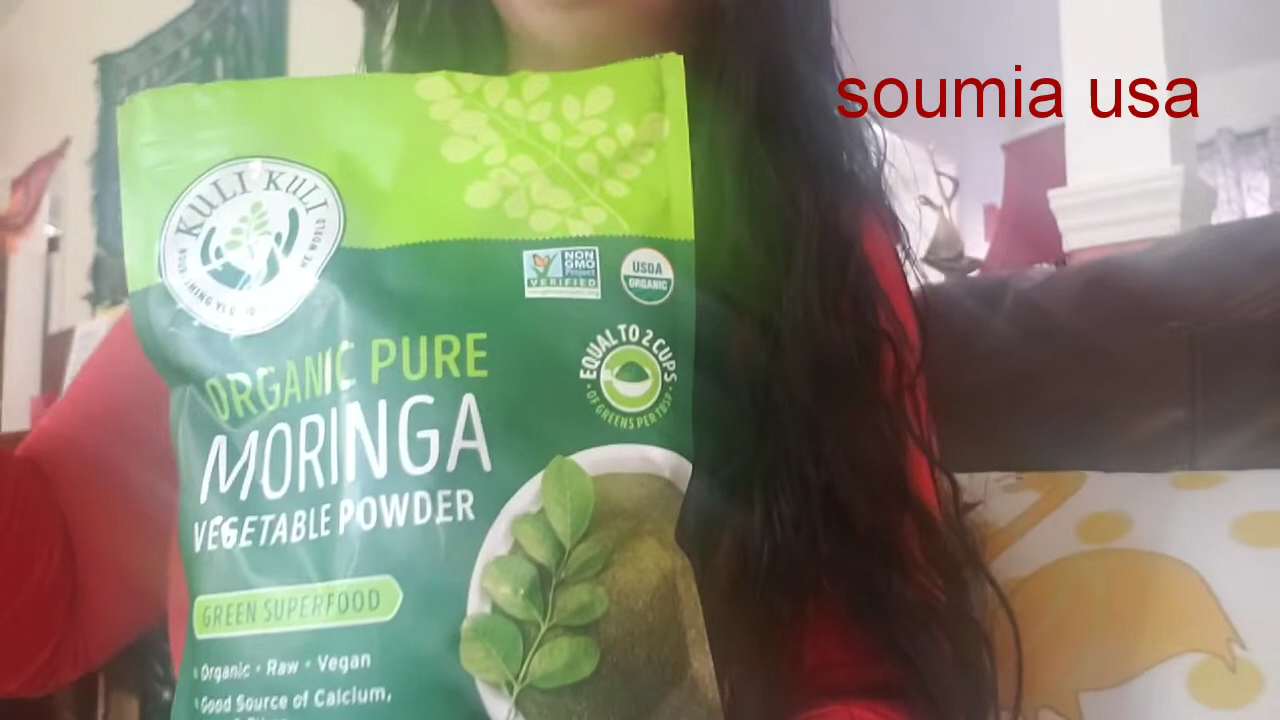 soumia usa
KULI KULI
NON
GMO
Project
VERIFIED
USDA
ORGANIC
EQUAL TO 2 CUPS
OF GREENS PER TBSP
ORGANIC PURE
MORINGA
VEGETABLE POWDER
GREEN SUPERFOOD
Organic • Raw • Vegan
Good Source of Calcium,